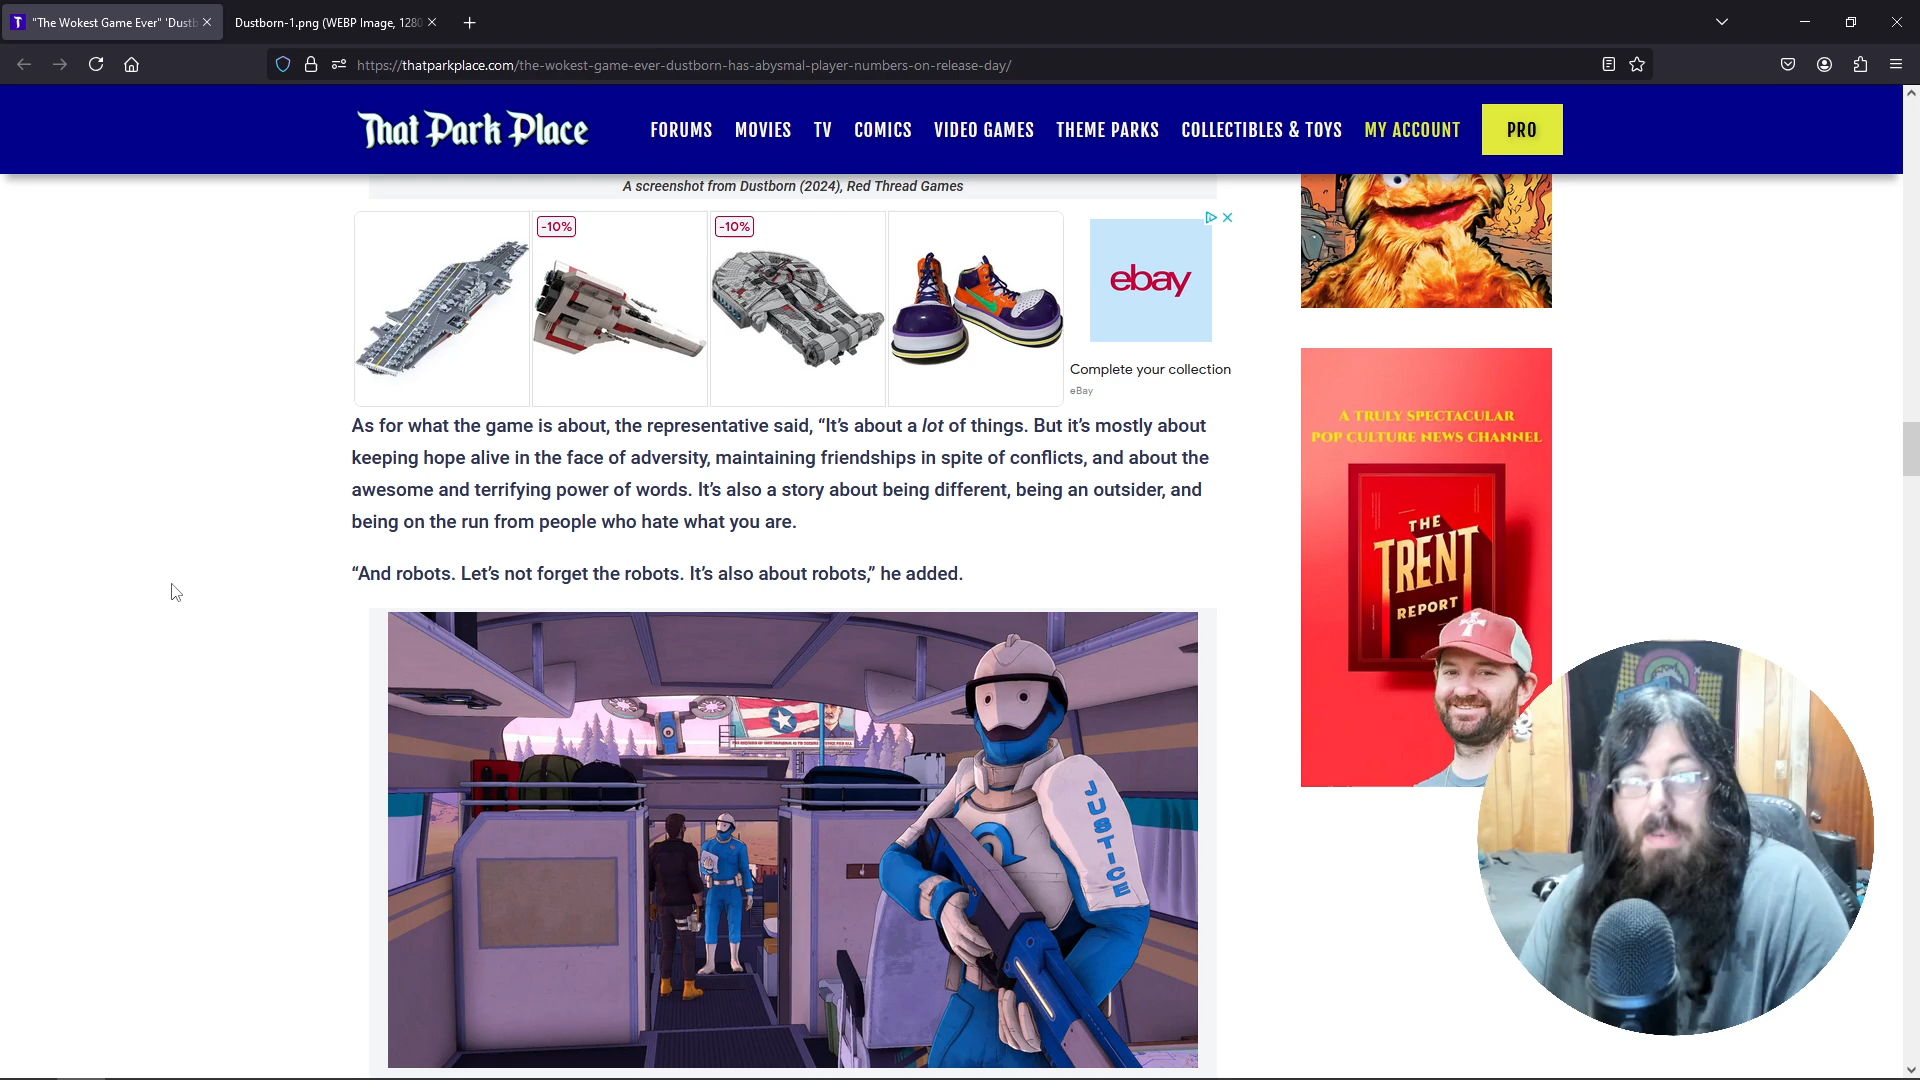 "The Wokest Game Ever" 'Dustb
Dustborn-1.png (WEBP Image, 1280
https://thatparkplace.com/the-wokest-game-ever-dustborn-has-abysmal-player-numbers-on-release-day/
That Park Place
FORUMS MOVIES TV COMICS VIDEO GAMES THEME PARKS COLLECTIBLES & TOYS MY ACCOUNT PRO
A screenshot from Dustborn (2024), Red Thread Games
-10%
-10%
ebay
Complete your collection
eBay
As for what the game is about, the representative said, “It’s about a lot of things. But it’s mostly about
keeping hope alive in the face of adversity, maintaining friendships in spite of conflicts, and about the
awesome and terrifying power of words. It’s also a story about being different, being an outsider, and
being on the run from people who hate what you are.
“And robots. Let’s not forget the robots. It’s also about robots,” he added.
JUSTICE
A TRULY SPECTACULAR
POP CULTURE NEWS CHANNEL
THE
TRENT
REPORT